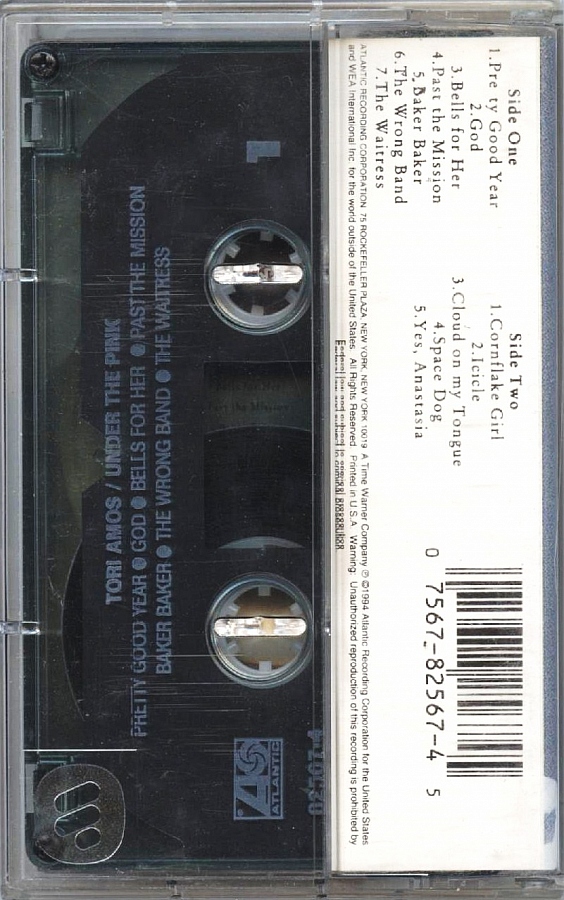 Side One
1.Pre ty Good Year
2.God
3.Bells for Her
4.Past the Mission
5.Baker Baker
6.The Wrong Band
7.The Waitress
Side Two
1.Cornflake Girl
2.Icicle
3.Cloud on my Tongue
4.Space Dog
5.Yes, Anastasia
0 7567-82567-4 5
ATLANTIC RECORDING CORPORATION, 75 ROCKEFELLER PLAZA, NEW YORK, NEW YORK 10019. A Time Warner Company ℗©1994 Atlantic Recording Corporation for the United States
and WEA International Inc. for the world outside of the United States. All Rights Reserved. Printed in U.S.A. Warning: Unauthorized reproduction of this recording is prohibited by
1
TORI AMOS / UNDER THE PINK
PRETTY GOOD YEAR ● GOD ● BELLS FOR HER ● PAST THE MISSION
BAKER BAKER ● THE WRONG BAND ● THE WAITRESS
ATLANTIC